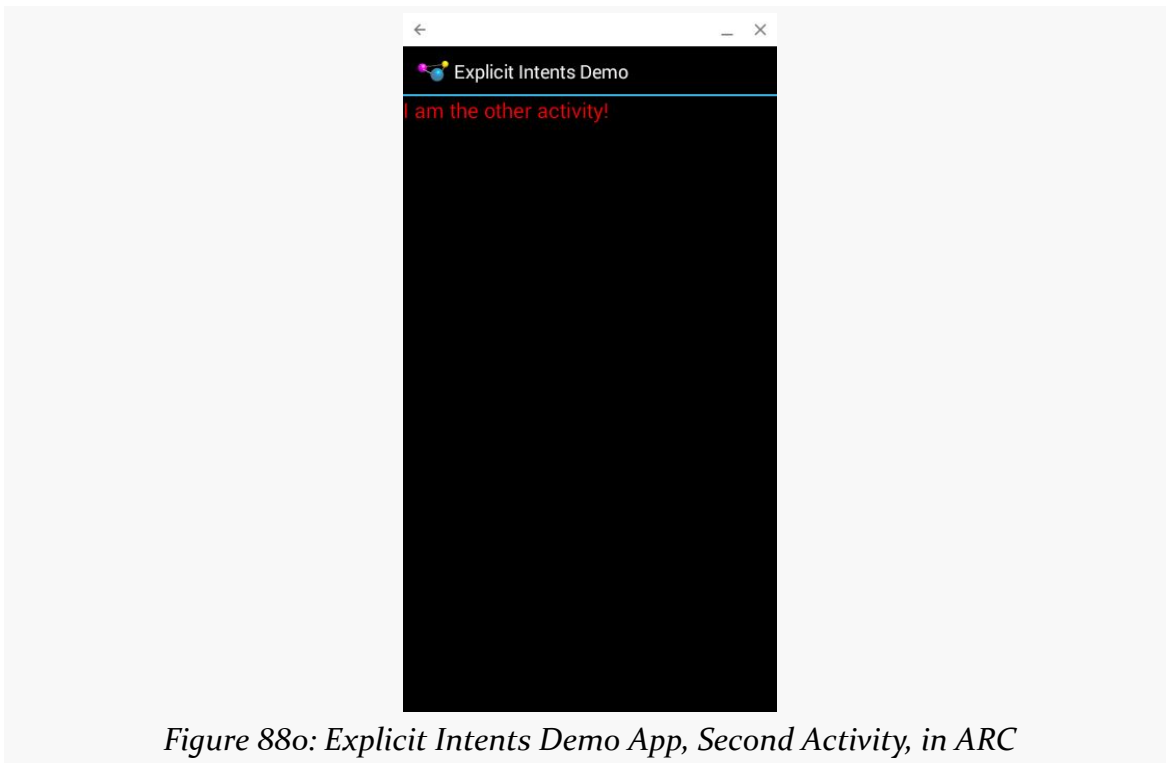 Explicit Intents Demo
I am the other activity!
Figure 880: Explicit Intents Demo App, Second Activity, in ARC